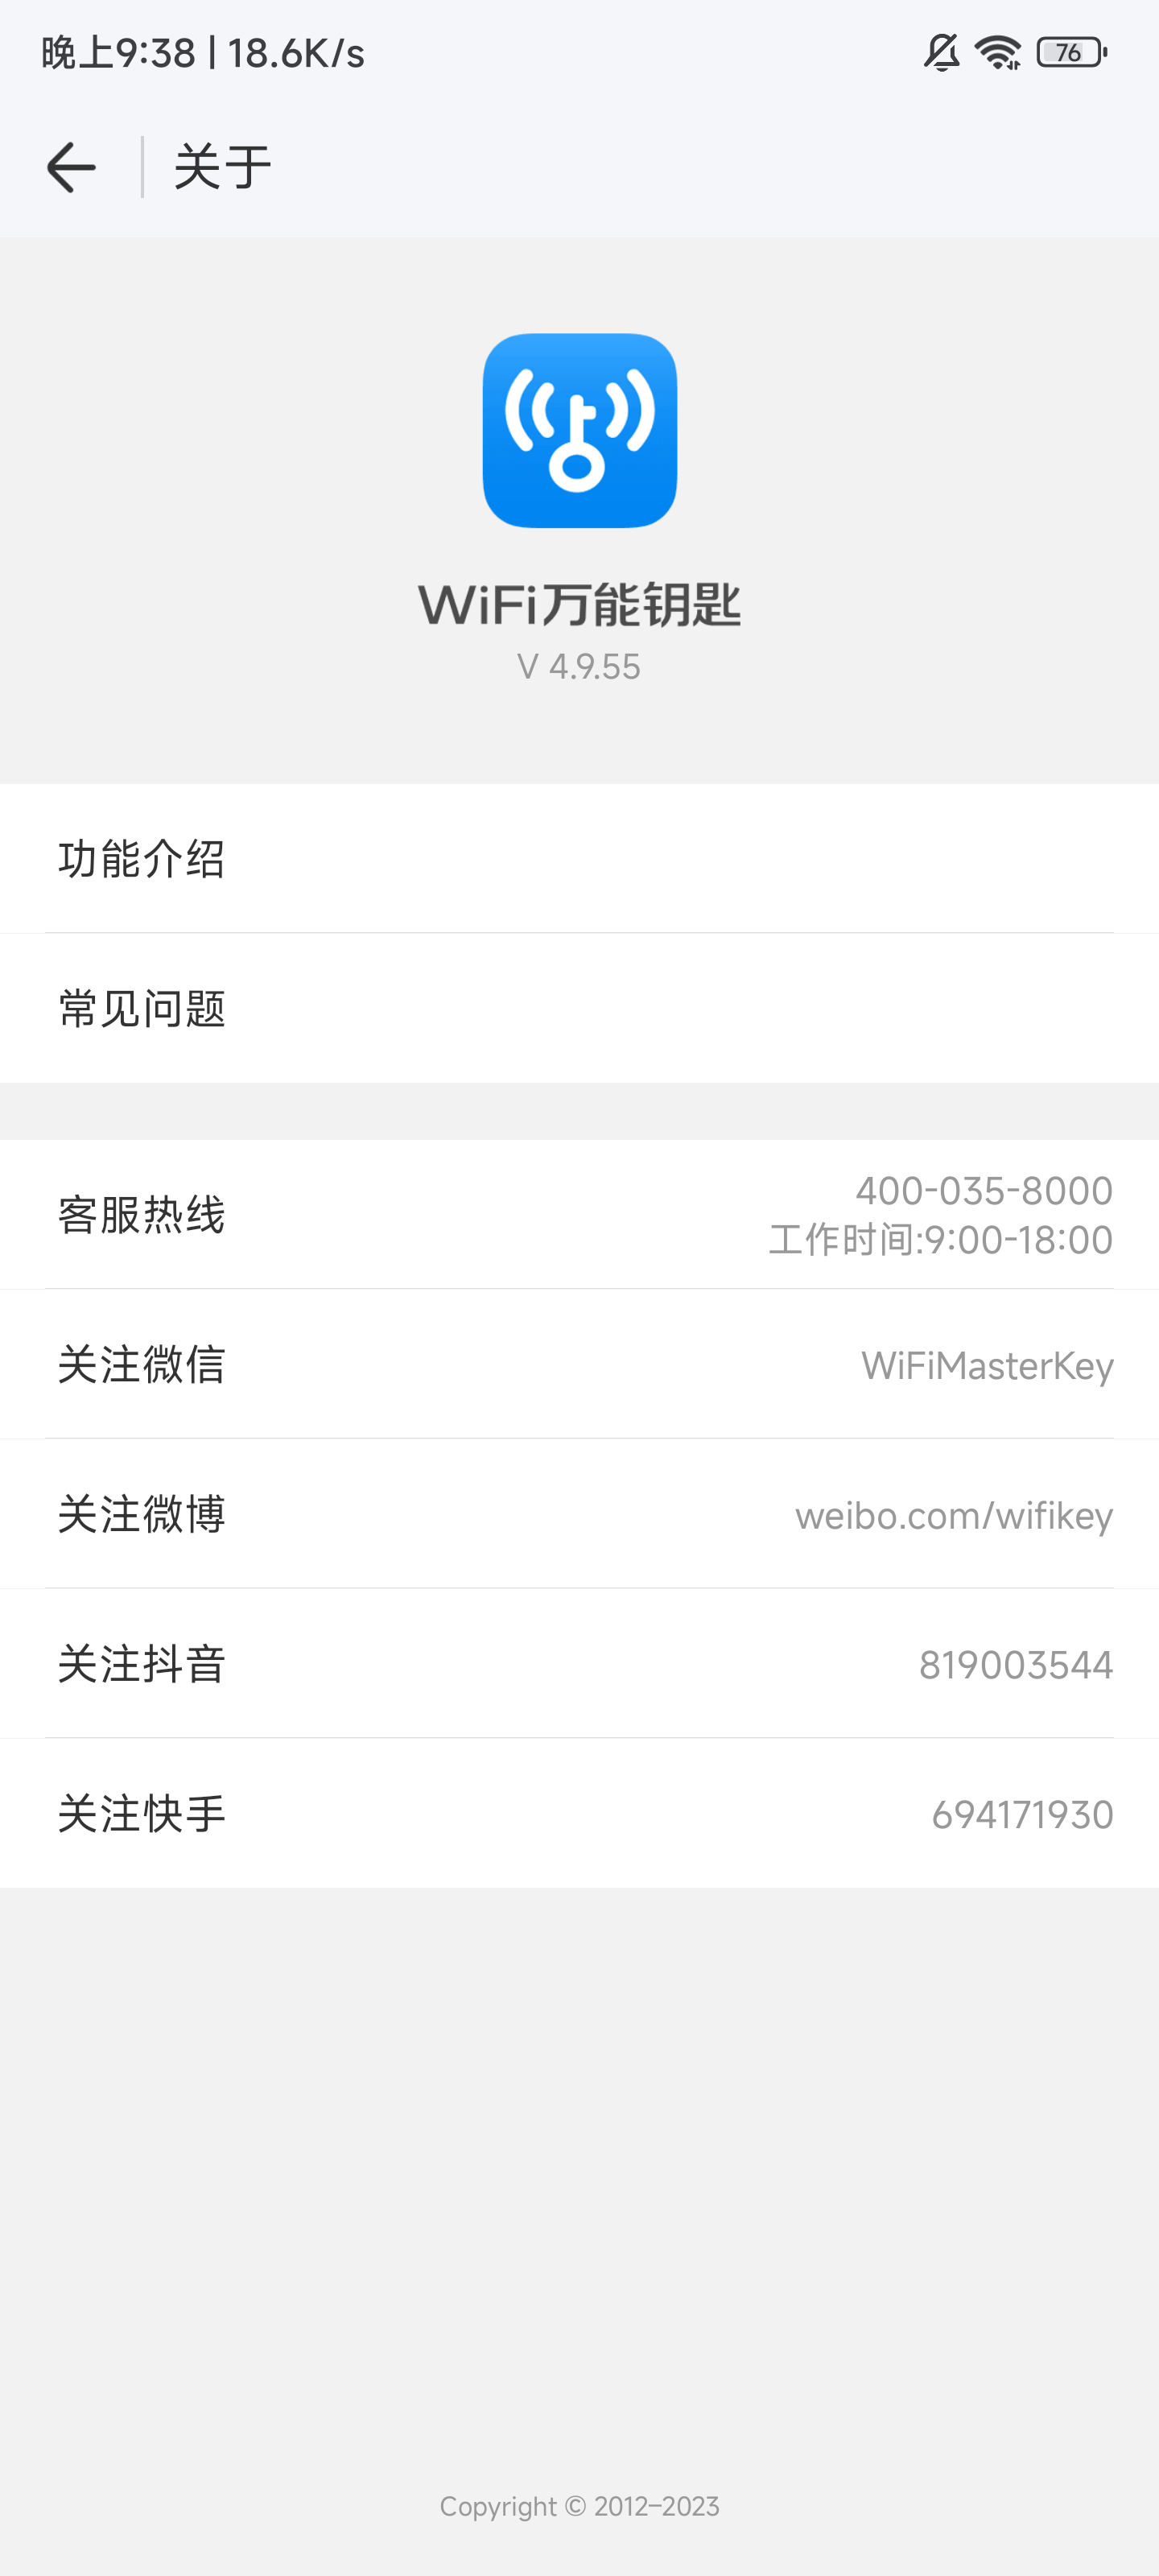 晚上9:38 | 18.6K/s
76
关于
WiFi万能钥匙
V 4.9.55
功能介绍
常见问题
客服热线
400-035-8000
工作时间:9:00-18:00
关注微信
WiFiMasterKey
关注微博
weibo.com/wifikey
关注抖音
819003544
关注快手
694171930
Copyright © 2012–2023